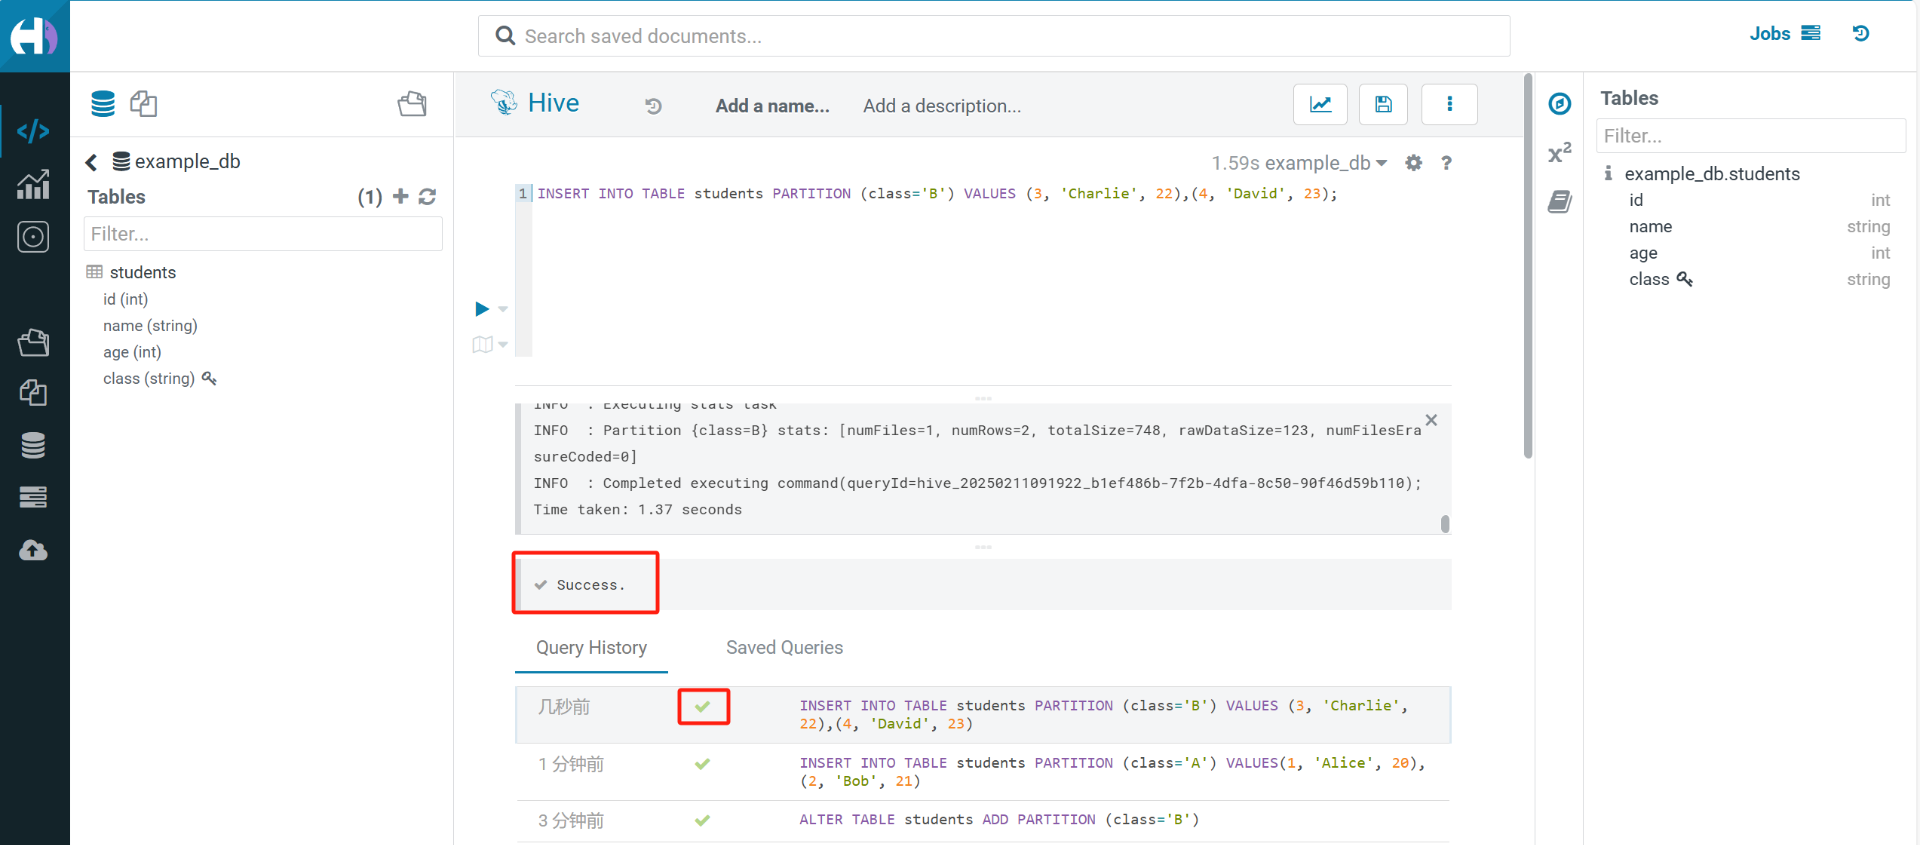 Search saved documents...
Jobs
example_db
Tables
(1)
Filter...
students
id (int)
name (string)
age (int)
class (string)
Hive
Add a name...
Add a description...
1.59s example_db
?
1 INSERT INTO TABLE students PARTITION (class='B') VALUES (3, 'Charlie', 22),(4, 'David', 23);
INFO  : Executing stats task
INFO  : Partition {class=B} stats: [numFiles=1, numRows=2, totalSize=748, rawDataSize=123, numFilesEra
sureCoded=0]
INFO  : Completed executing command(queryId=hive_20250211091922_b1ef486b-7f2b-4dfa-8c50-90f46d59b110);
Time taken: 1.37 seconds
Success.
Query History
Saved Queries
几秒前
INSERT INTO TABLE students PARTITION (class='B') VALUES (3, 'Charlie',
22),(4, 'David', 23)
1 分钟前
INSERT INTO TABLE students PARTITION (class='A') VALUES(1, 'Alice', 20),
(2, 'Bob', 21)
3 分钟前
ALTER TABLE students ADD PARTITION (class='B')
x²
Tables
Filter...
example_db.students
id int
name string
age int
class string